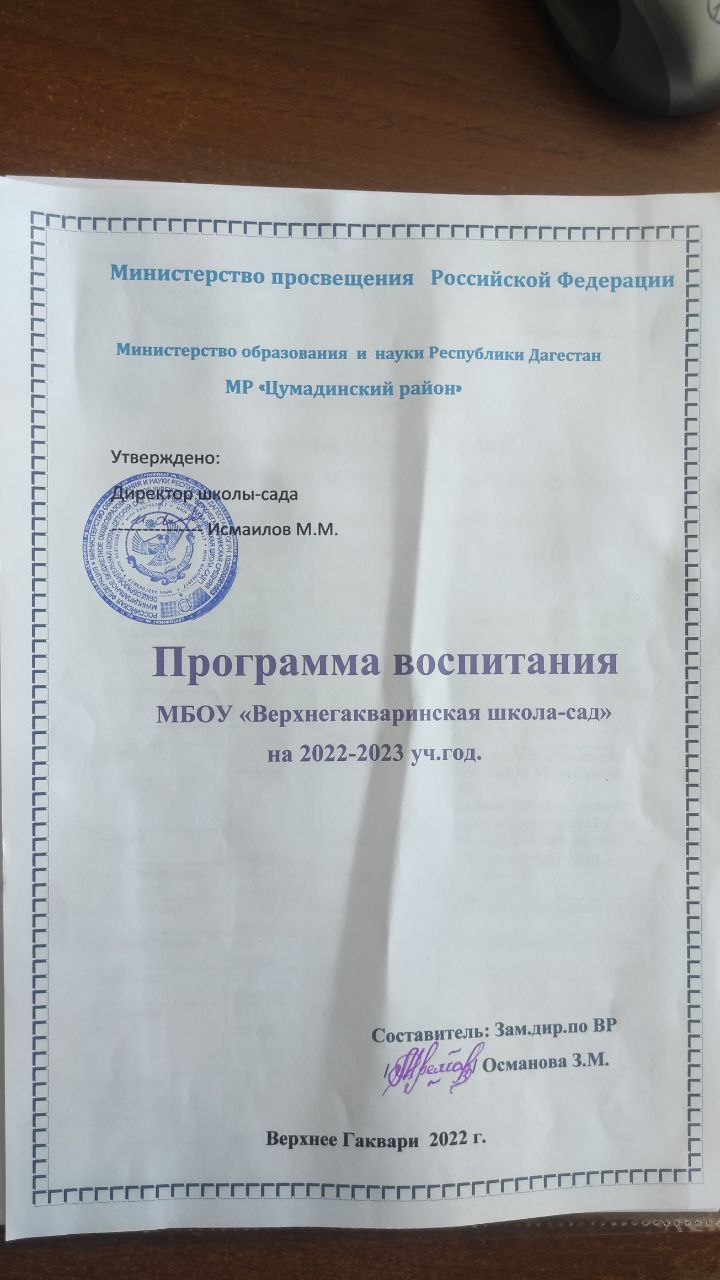 Министерство просвещения Российской Федерации
Министерство образования и науки Республики Дагестан
МР «Цумадинский район»
Утверждено:
Директор школы-сада
--------------- Исмаилов М.М.
Программа воспитания
МБОУ «Верхнегакваринская школа-сад»
на 2022-2023 уч.год.
Составитель: Зам.дир.по ВР
/ / Османова З.М.
Верхнее Гаквари 2022 г.